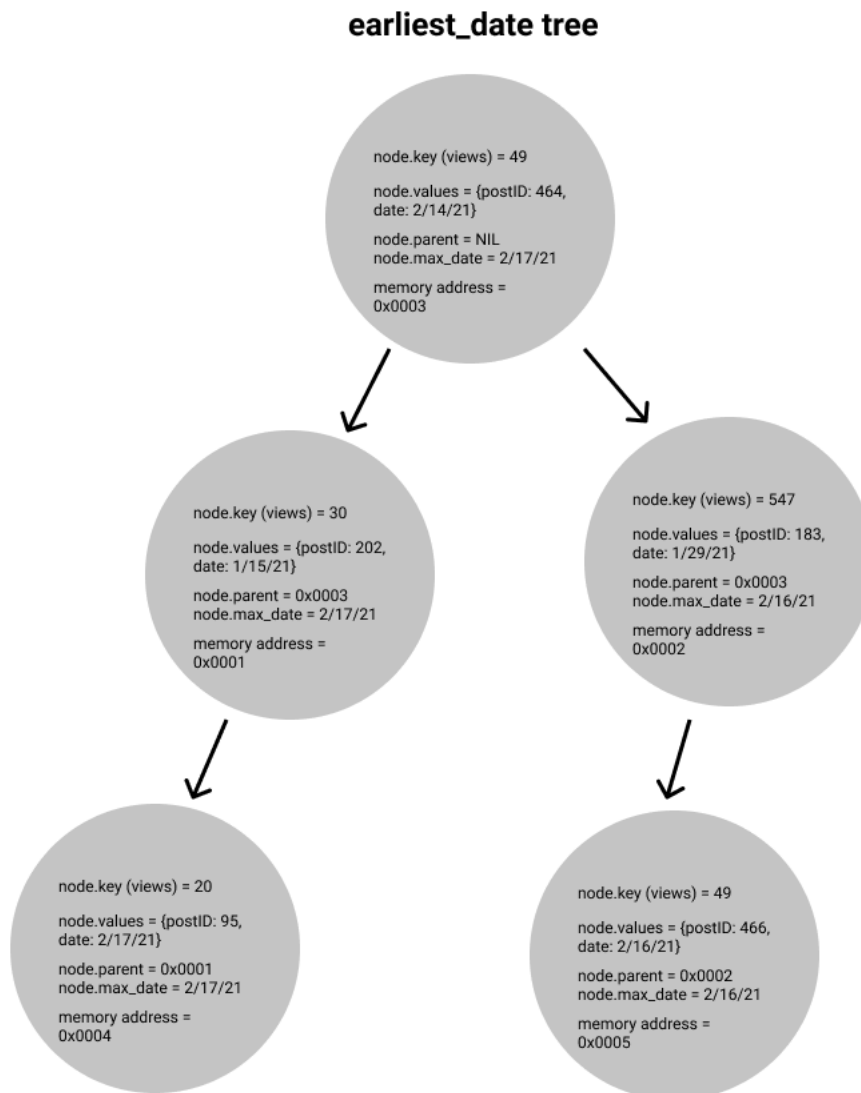 earliest_date tree
node.key (views) = 49
node.values = {postID: 464,
date: 2/14/21}
node.parent = NIL
node.max_date = 2/17/21
memory address =
0x0003
node.key (views) = 30
node.values = {postID: 202,
date: 1/15/21}
node.parent = 0x0003
node.max_date = 2/17/21
memory address =
0x0001
node.key (views) = 547
node.values = {postID: 183,
date: 1/29/21}
node.parent = 0x0003
node.max_date = 2/16/21
memory address =
0x0002
node.key (views) = 20
node.values = {postID: 95,
date: 2/17/21}
node.parent = 0x0001
node.max_date = 2/17/21
memory address =
0x0004
node.key (views) = 49
node.values = {postID: 466,
date: 2/16/21}
node.parent = 0x0002
node.max_date = 2/16/21
memory address =
0x0005